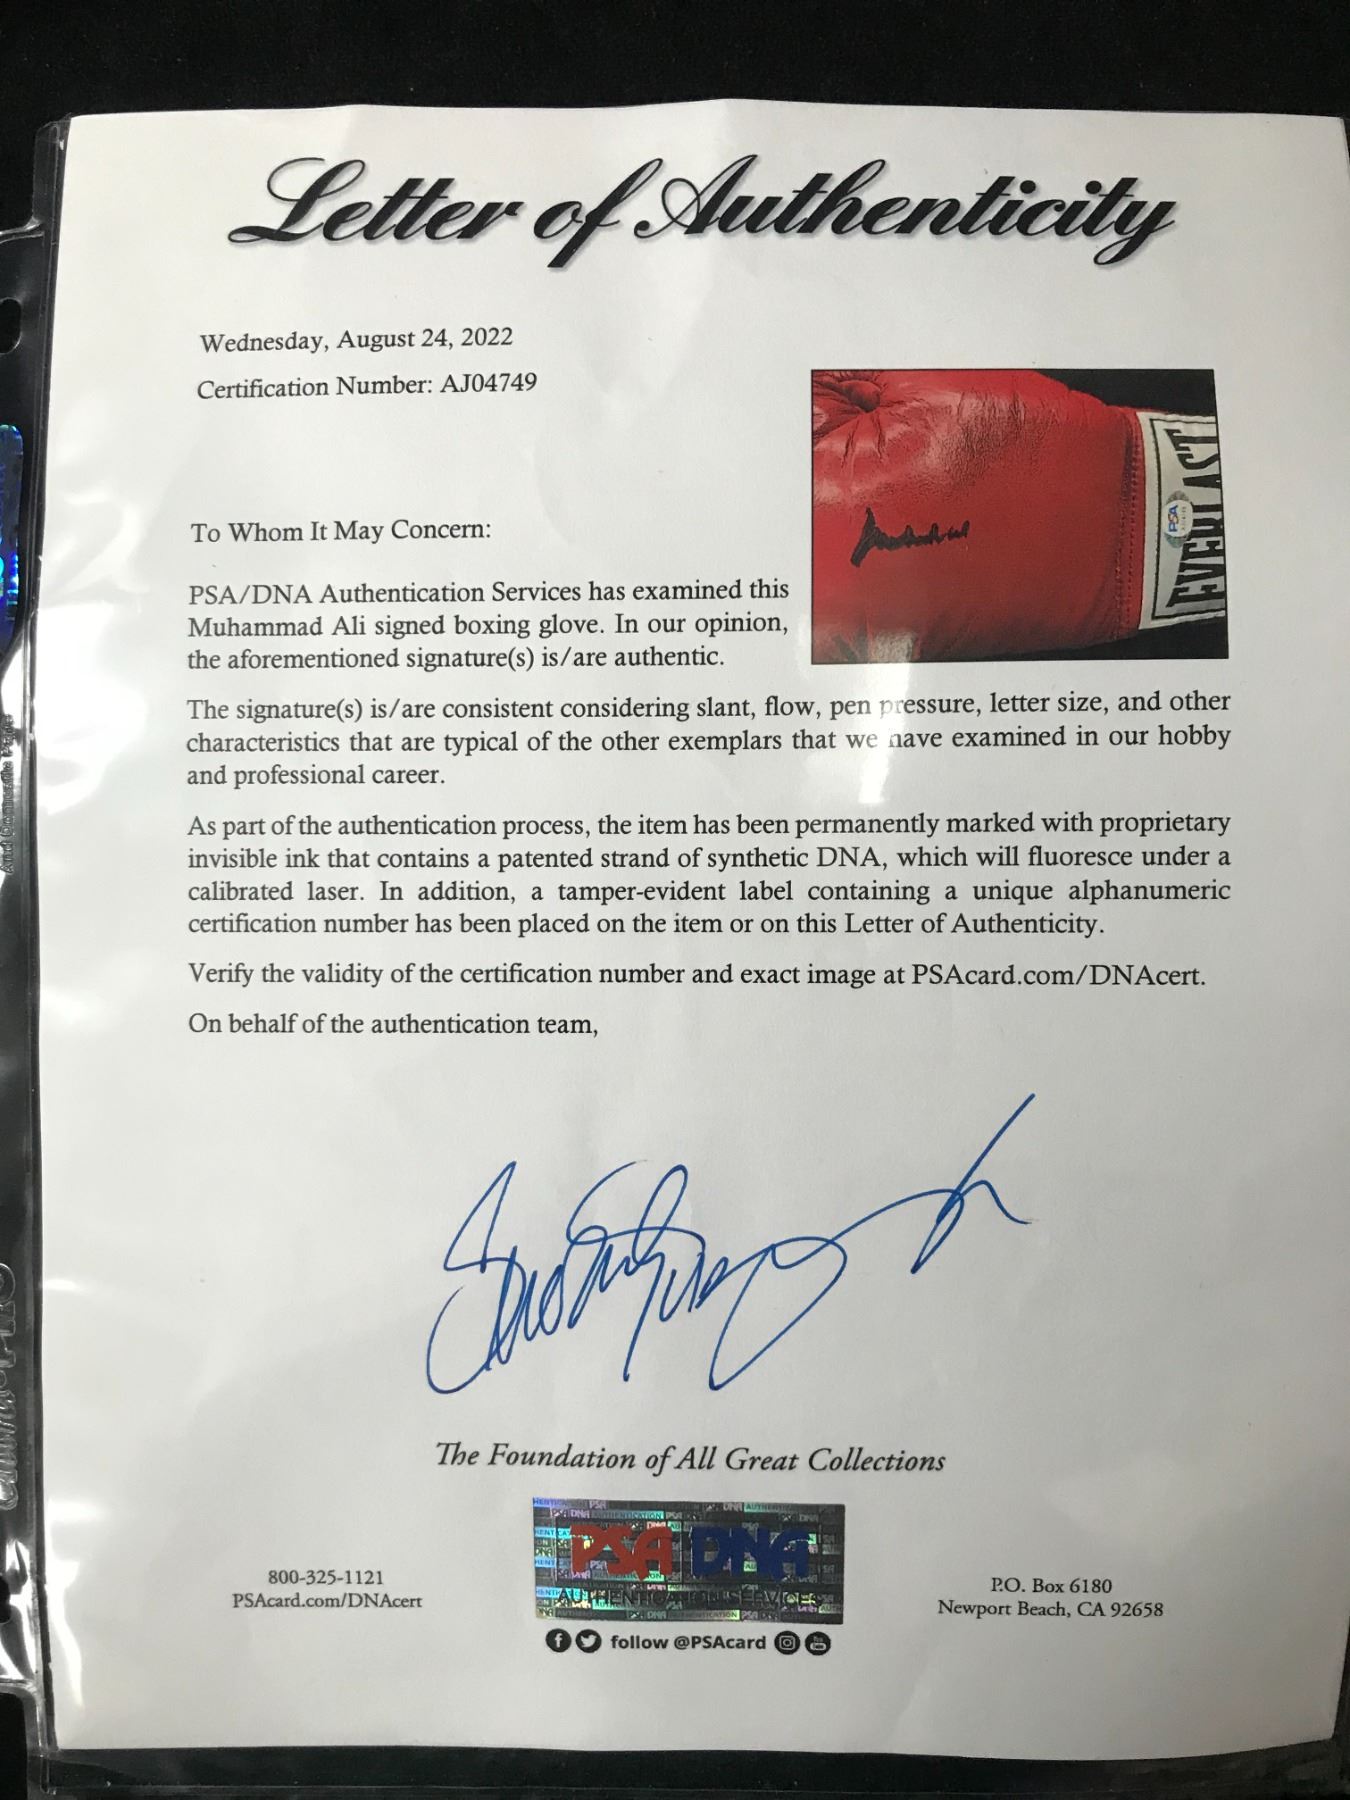 Letter of Authenticity
Wednesday, August 24, 2022
Certification Number: AJ04749
EVERLAST
PSA
To Whom It May Concern:
PSA/DNA Authentication Services has examined this
Muhammad Ali signed boxing glove. In our opinion,
the aforementioned signature(s) is/are authentic.
The signature(s) is/are consistent considering slant, flow, pen pressure, letter size, and other
characteristics that are typical of the other exemplars that we have examined in our hobby
and professional career.
As part of the authentication process, the item has been permanently marked with proprietary
invisible ink that contains a patented strand of synthetic DNA, which will fluoresce under a
calibrated laser. In addition, a tamper-evident label containing a unique alphanumeric
certification number has been placed on the item or on this Letter of Authenticity.
Verify the validity of the certification number and exact image at PSAcard.com/DNAcert.
On behalf of the authentication team,
The Foundation of All Great Collections
PSA DNA
AUTHENTICATION SERVICES
800-325-1121
PSAcard.com/DNAcert
P.O. Box 6180
Newport Beach, CA 92658
follow @PSAcard